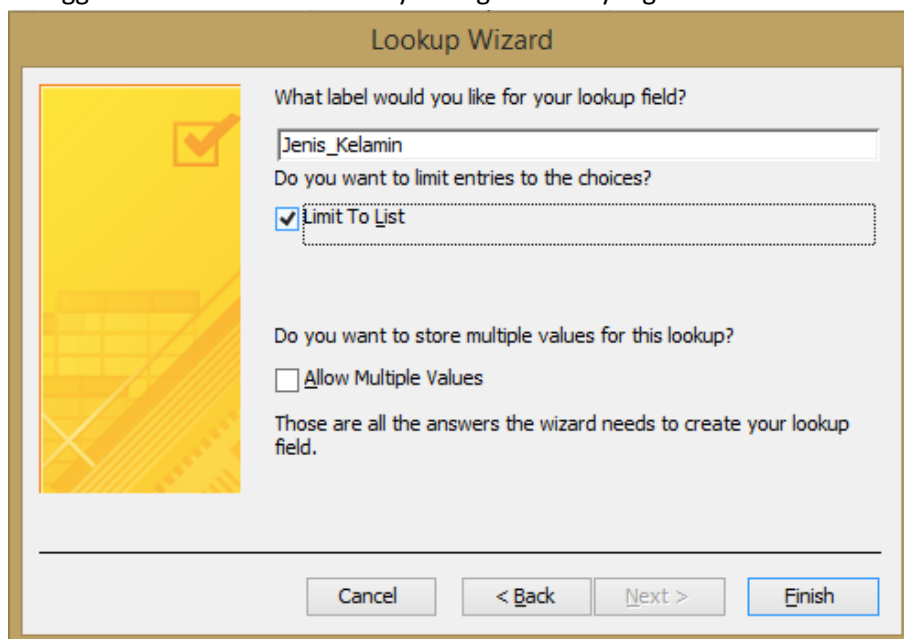 Lookup Wizard
What label would you like for your lookup field?
Jenis_Kelamin
Do you want to limit entries to the choices?
Limit To List
Do you want to store multiple values for this lookup?
Allow Multiple Values
Those are all the answers the wizard needs to create your lookup
field.
Cancel < Back Next > Finish